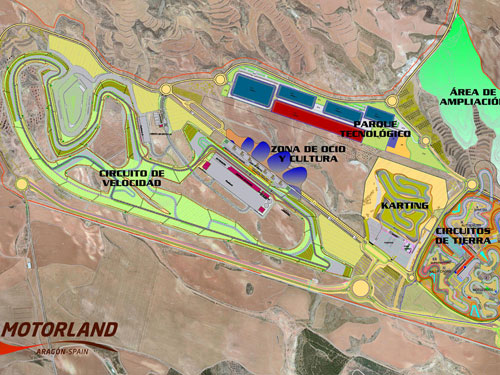 ÁREA DE
AMPLIACIÓN
PARQUE
TECNOLÓGICO
ZONA DE OCIO
Y CULTURA
CIRCUITO DE
VELOCIDAD
KARTING
CIRCUITOS
DE TIERRA
MOTORLAND
ARAGÓN SPAIN